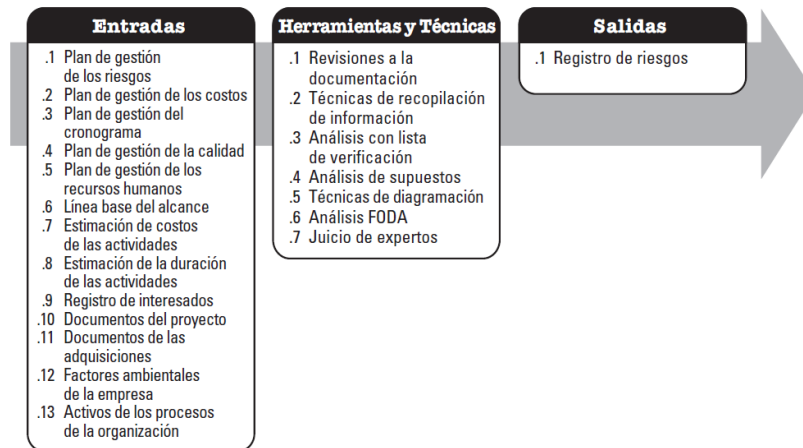 Entradas
.1 Plan de gestión
de los riesgos
.2 Plan de gestión de los costos
.3 Plan de gestión del
cronograma
.4 Plan de gestión de la calidad
.5 Plan de gestión de los
recursos humanos
.6 Línea base del alcance
.7 Estimación de costos
de las actividades
.8 Estimación de la duración
de las actividades
.9 Registro de interesados
.10 Documentos del proyecto
.11 Documentos de las
adquisiciones
.12 Factores ambientales
de la empresa
.13 Activos de los procesos
de la organización
Herramientas y Técnicas
.1 Revisiones a la
documentación
.2 Técnicas de recopilación
de información
.3 Análisis con lista
de verificación
.4 Análisis de supuestos
.5 Técnicas de diagramación
.6 Análisis FODA
.7 Juicio de expertos
Salidas
.1 Registro de riesgos